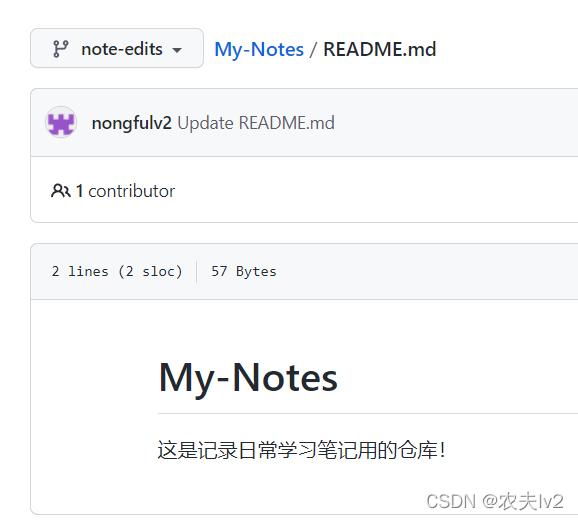 note-edits My-Notes / README.md
nongfulv2 Update README.md
1 contributor
2 lines (2 sloc) 57 Bytes
My-Notes
这是记录日常学习笔记用的仓库！
CSDN @农夫lv2